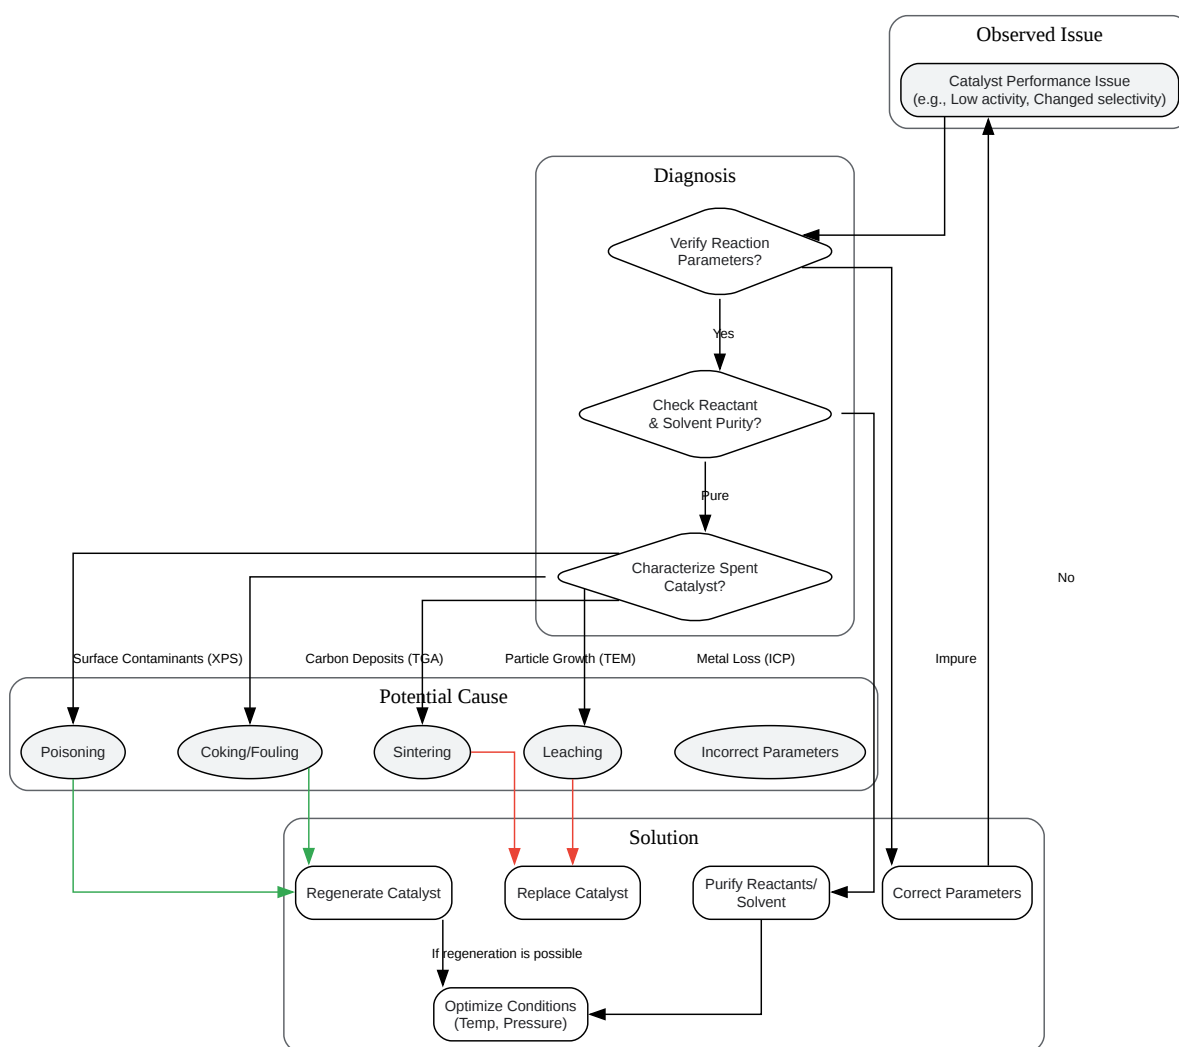 Observed Issue
Catalyst Performance Issue
(e.g., Low activity, Changed selectivity)
Diagnosis
Verify Reaction
Parameters?
Yes
Check Reactant
& Solvent Purity?
Pure
Characterize Spent
Catalyst?
No
Surface Contaminants (XPS)
Carbon Deposits (TGA)
Particle Growth (TEM)
Metal Loss (ICP)
Impure
Potential Cause
Poisoning
Coking/Fouling
Sintering
Leaching
Incorrect Parameters
Solution
Regenerate Catalyst
Replace Catalyst
Purify Reactants/
Solvent
Correct Parameters
If regeneration is possible
Optimize Conditions
(Temp, Pressure)